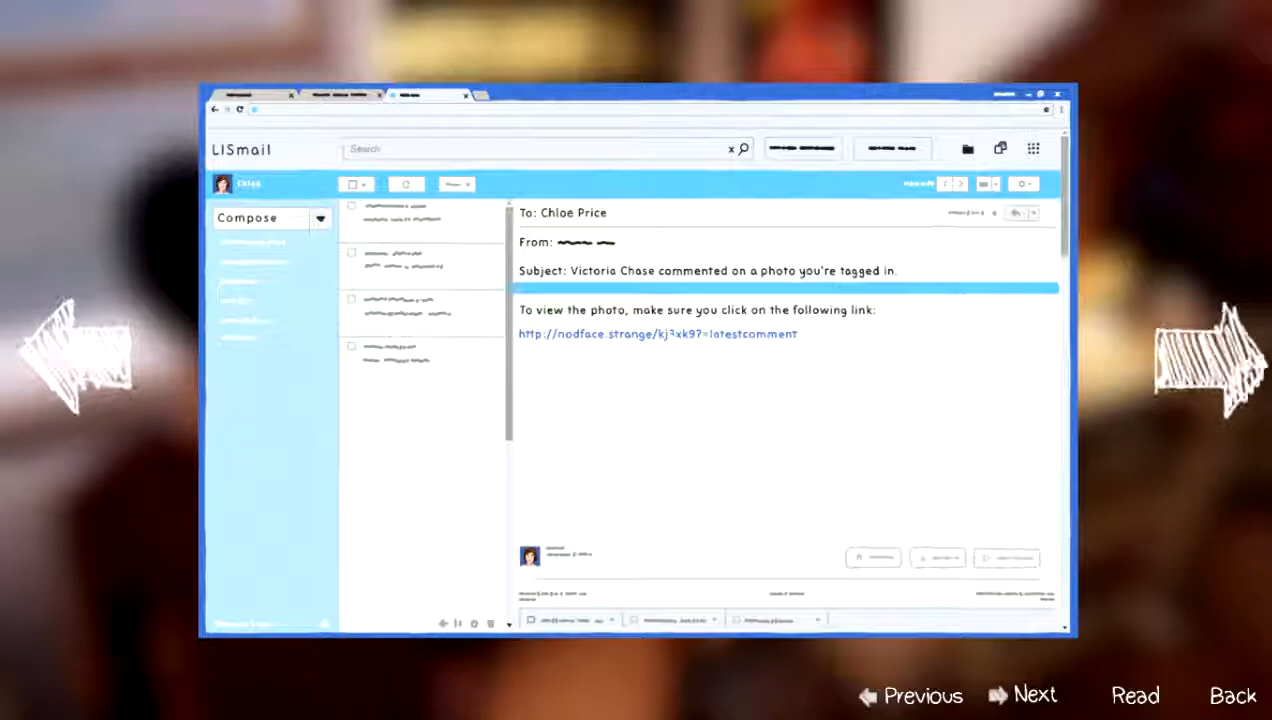 LISmail
Search
x
Chloe
Compose
To: Chloe Price
From:
Subject: Victoria Chase commented on a photo you're tagged in.
To view the photo, make sure you click on the following link:
http://nodface.strange/kj3xk9?=latestcomment
Previous
Next
Read
Back